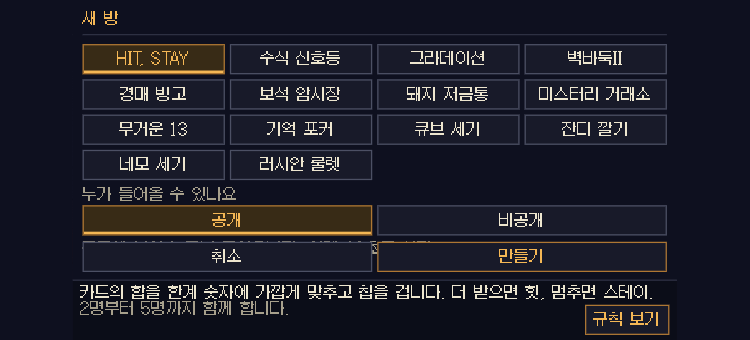 새 방
HIT, STAY 수식 신호등 그라데이션 벽바둑II
경매 빙고 보석 암시장 돼지 저금통 미스터리 거래소
무거운 13 기억 포커 큐브 세기 잔디 깔기
네모 세기 러시안 룰렛
누가 들어올 수 있나요
공개 비공개
취소 만들기
카드의 합을 한계 숫자에 가깝게 맞추고 칩을 겁니다. 더 받으면 힛, 멈추면 스테이.
2명부터 5명까지 함께 합니다.
규칙 보기